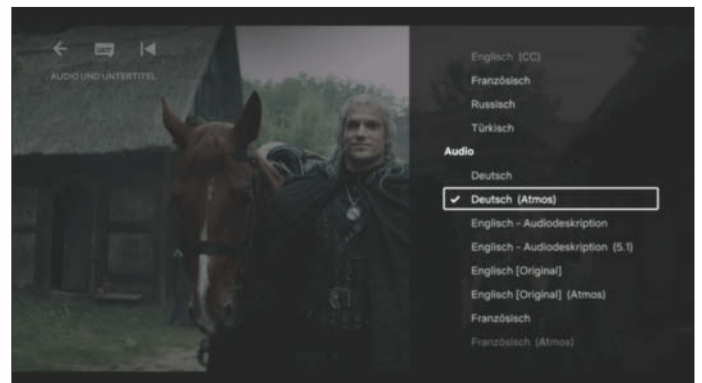 AUDIO UND UNTERTITEL
Englisch (CC)
Französisch
Russisch
Türkisch
Audio
Deutsch
Deutsch (Atmos)
Englisch - Audiodeskription
Englisch - Audiodeskription (5.1)
Englisch [Original]
Englisch [Original] (Atmos)
Französisch
Französisch (Atmos)